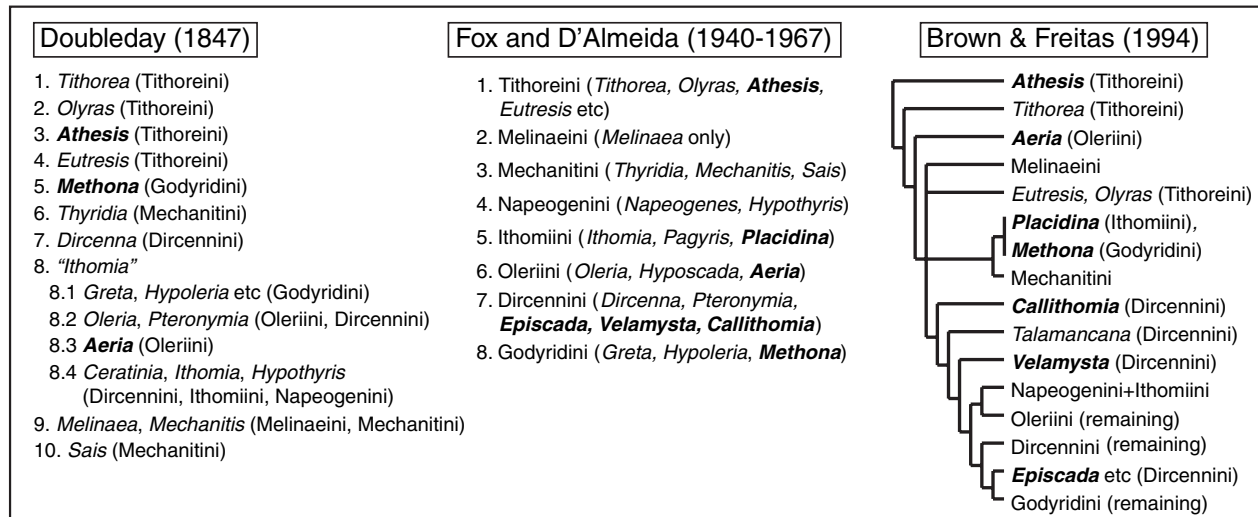 Doubleday (1847)
1. Tithorea (Tithoreini)
2. Olyras (Tithoreini)
3. Athesis (Tithoreini)
4. Eutresis (Tithoreini)
5. Methona (Godyridini)
6. Thyridia (Mechanitini)
7. Dircenna (Dircennini)
8. “Ithomia”
8.1 Greta, Hypoleria etc (Godyridini)
8.2 Oleria, Pteronymia (Oleriini, Dircennini)
8.3 Aeria (Oleriini)
8.4 Ceratinia, Ithomia, Hypothyris
(Dircennini, Ithomiini, Napeogenini)
9. Melinaea, Mechanitis (Melinaeini, Mechanitini)
10. Sais (Mechanitini)
Fox and D’Almeida (1940-1967)
1. Tithoreini (Tithorea, Olyras, Athesis,
Eutresis etc)
2. Melinaeini (Melinaea only)
3. Mechanitini (Thyridia, Mechanitis, Sais)
4. Napeogenini (Napeogenes, Hypothyris)
5. Ithomiini (Ithomia, Pagyris, Placidina)
6. Oleriini (Oleria, Hyposcada, Aeria)
7. Dircennini (Dircenna, Pteronymia,
Episcada, Velamysta, Callithomia)
8. Godyridini (Greta, Hypoleria, Methona)
Brown & Freitas (1994)
Athesis (Tithoreini)
Tithorea (Tithoreini)
Aeria (Oleriini)
Melinaeini
Eutresis, Olyras (Tithoreini)
Placidina (Ithomiini),
Methona (Godyridini)
Mechanitini
Callithomia (Dircennini)
Talamancana (Dircennini)
Velamysta (Dircennini)
Napeogenini+Ithomiini
Oleriini (remaining)
Dircennini (remaining)
Episcada etc (Dircennini)
Godyridini (remaining)